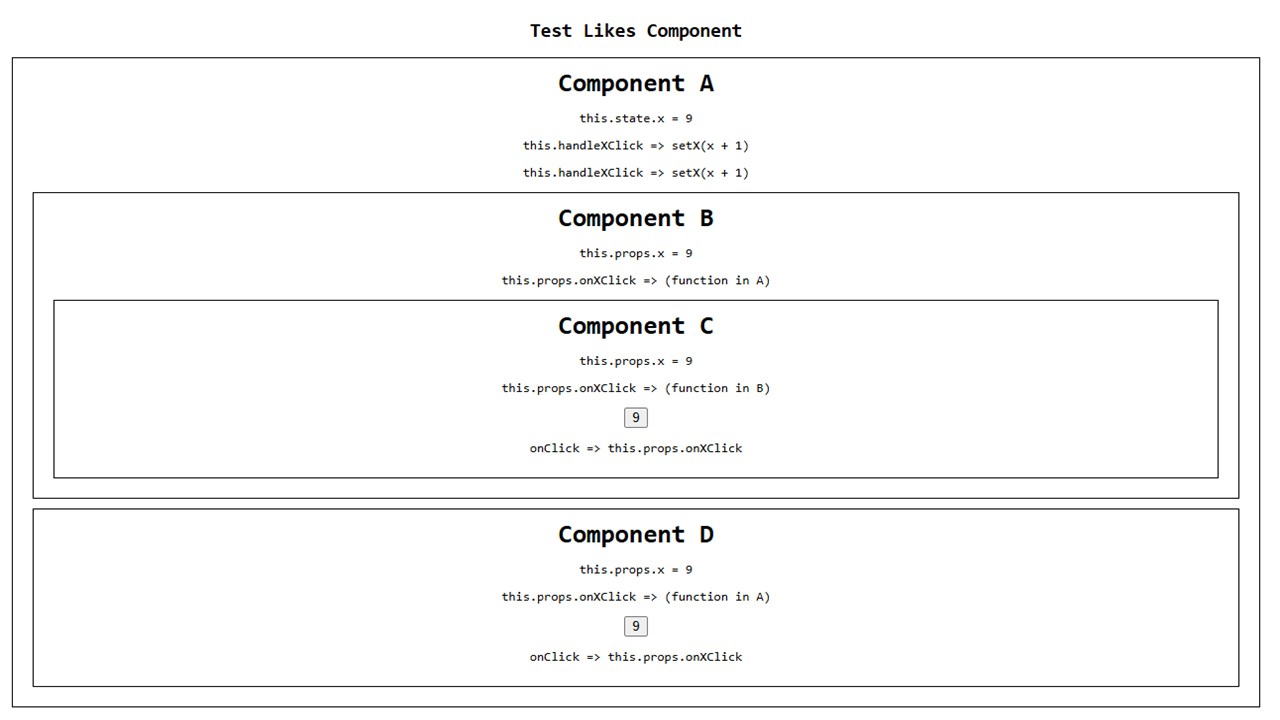 Test Likes Component
Component A
this.state.x = 9
this.handleXClick => setX(x + 1)
this.handleXClick => setX(x + 1)
Component B
this.props.x = 9
this.props.onXClick => (function in A)
Component C
this.props.x = 9
this.props.onXClick => (function in B)
9
onClick => this.props.onXClick
Component D
this.props.x = 9
this.props.onXClick => (function in A)
9
onClick => this.props.onXClick